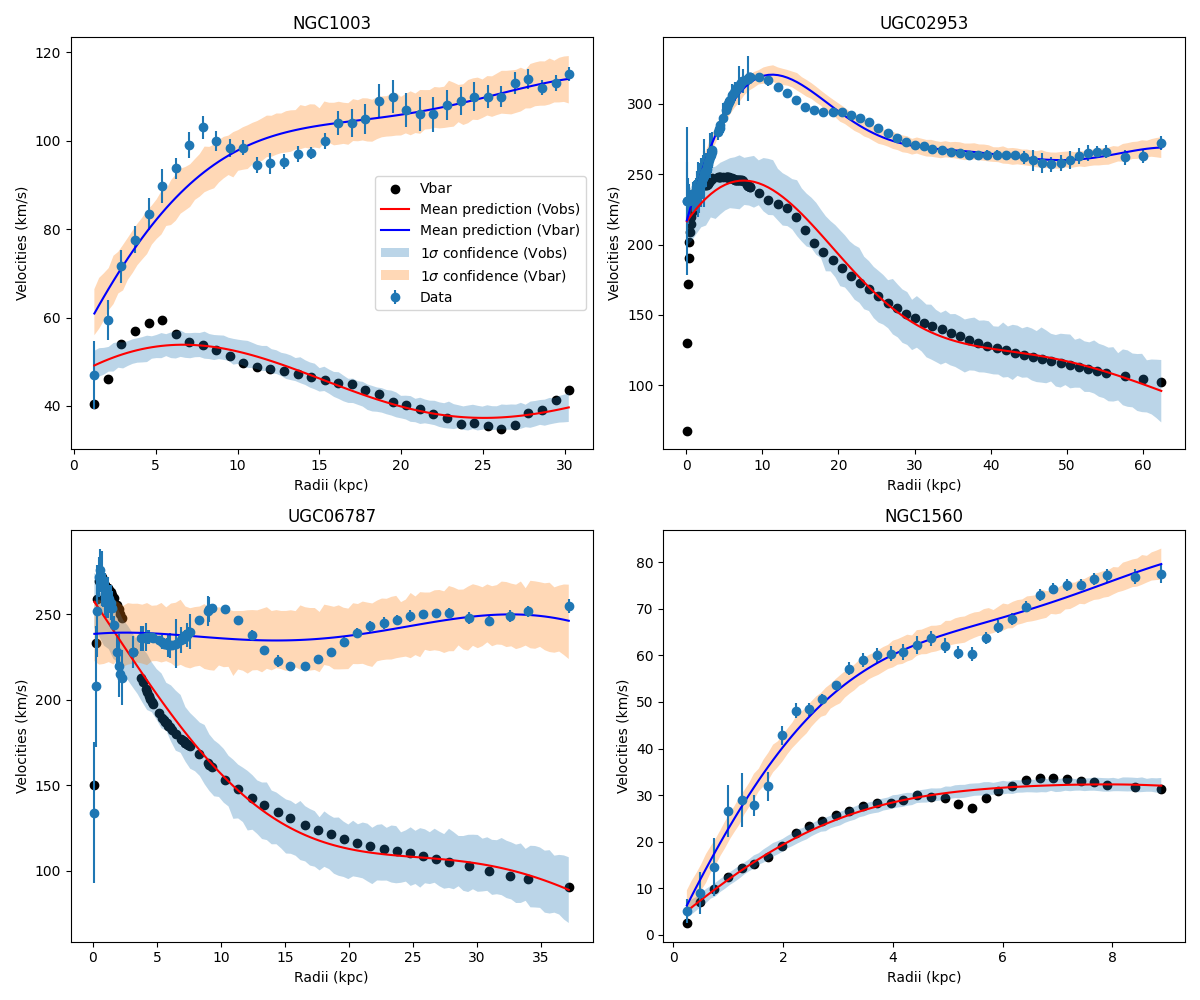 NGC1003
120
100
80
60
40
Velocities (km/s)
Vbar
Mean prediction (Vobs)
Mean prediction (Vbar)
1σ confidence (Vobs)
1σ confidence (Vbar)
Data
0 5 10 15 20 25 30
Radii (kpc)
UGC02953
300
250
200
150
100
Velocities (km/s)
0 10 20 30 40 50 60
Radii (kpc)
UGC06787
250
200
150
100
Velocities (km/s)
0 5 10 15 20 25 30 35
Radii (kpc)
NGC1560
80
70
60
50
40
30
20
10
0
Velocities (km/s)
0 2 4 6 8
Radii (kpc)